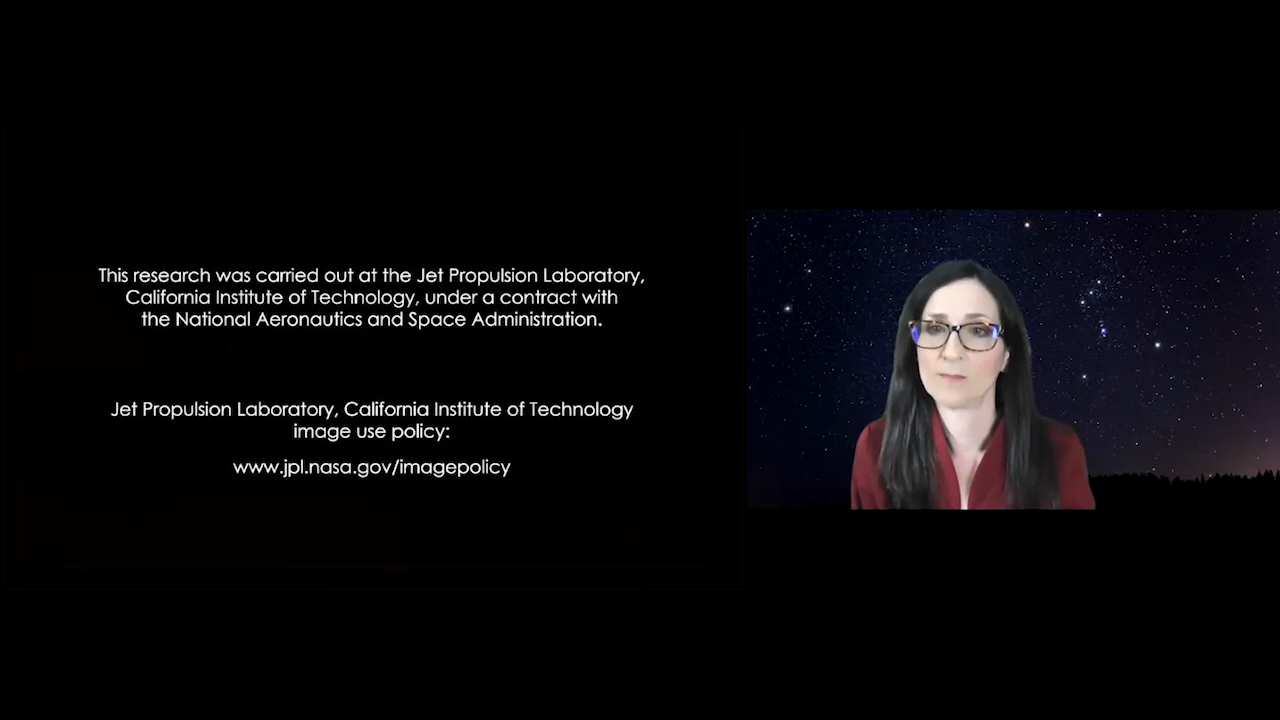 This research was carried out at the Jet Propulsion Laboratory,
California Institute of Technology, under a contract with
the National Aeronautics and Space Administration.
Jet Propulsion Laboratory, California Institute of Technology
image use policy:
www.jpl.nasa.gov/imagepolicy